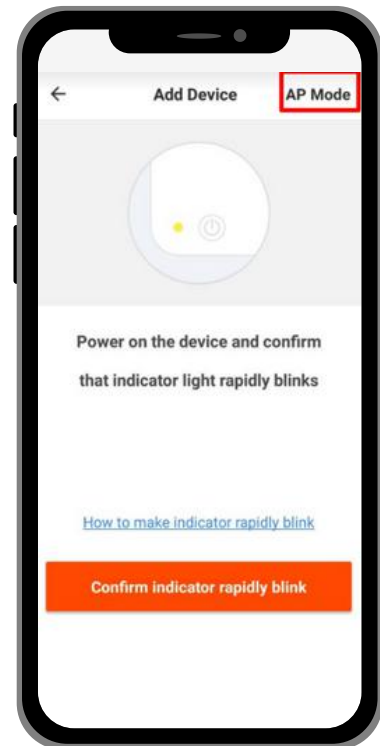 Add Device
AP Mode
Power on the device and confirm
that indicator light rapidly blinks
How to make indicator rapidly blink
Confirm indicator rapidly blink